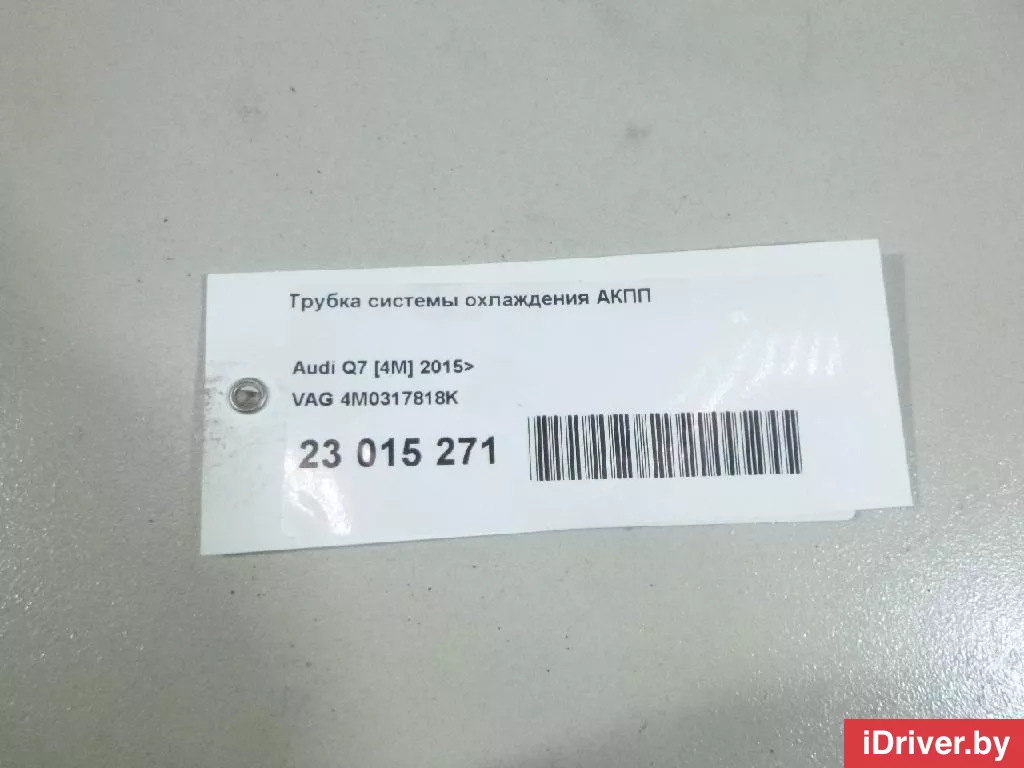 Трубка системы охлаждения АКПП
Audi Q7 [4M] 2015>
VAG 4M0317818K
23 015 271
iDriver.by